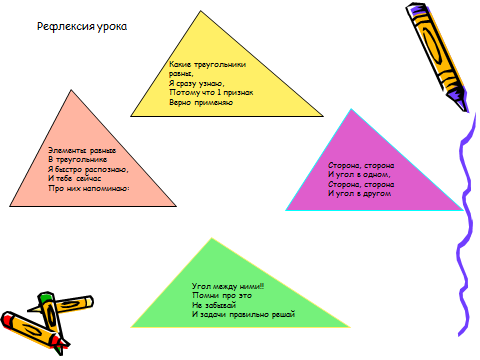 Рефлексия урока
Какие треугольники
равны,
Я сразу узнаю,
Потому что 1 признак
Верно применяю
Элементы равные
В треугольнике
Я быстро распознаю,
И тебе сейчас
Про них напоминаю:
Сторона, сторона
И угол в одном,
Сторона, сторона
И угол в другом
Угол между ними!!!
Помни про это
Не забывай
И задачи правильно решай